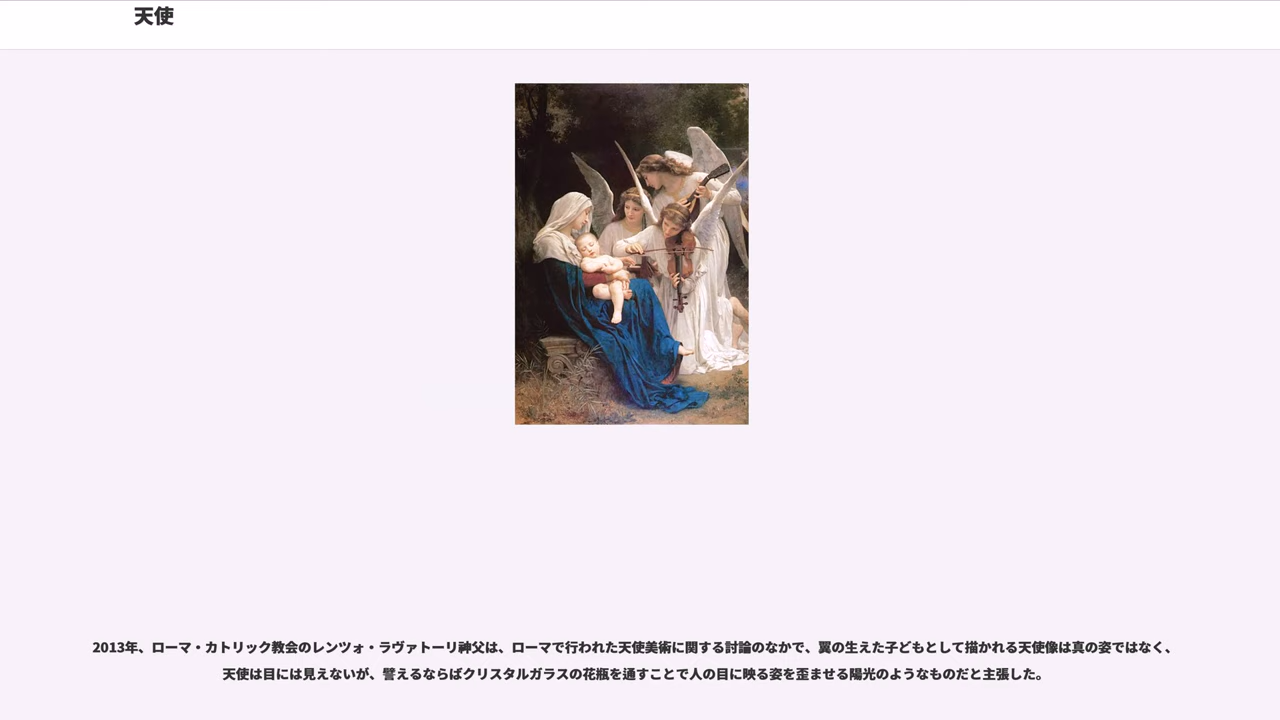 天使
2013年、ローマ・カトリック教会のレンツォ・ラヴァトーリ神父は、ローマで行われた天使美術に関する討論のなかで、翼の生えた子どもとして描かれる天使像は真の姿ではなく、
天使は目には見えないが、譬えるならばクリスタルガラスの花瓶を通すことで人の目に映る姿を歪ませる陽光のようなものだと主張した。